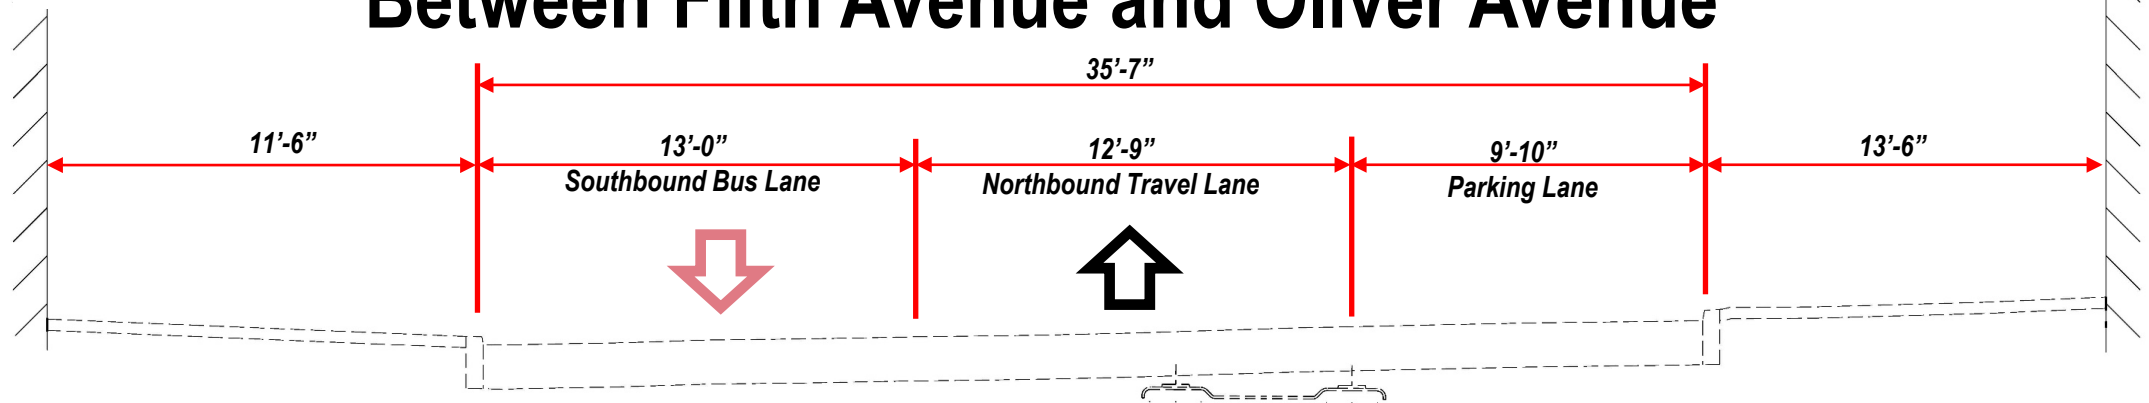 Between Fifth Avenue and Oliver Avenue
35’-7”
11’-6”
13’-0”
12’-9”
9’-10”
13’-6”
Southbound Bus Lane
Northbound Travel Lane
Parking Lane